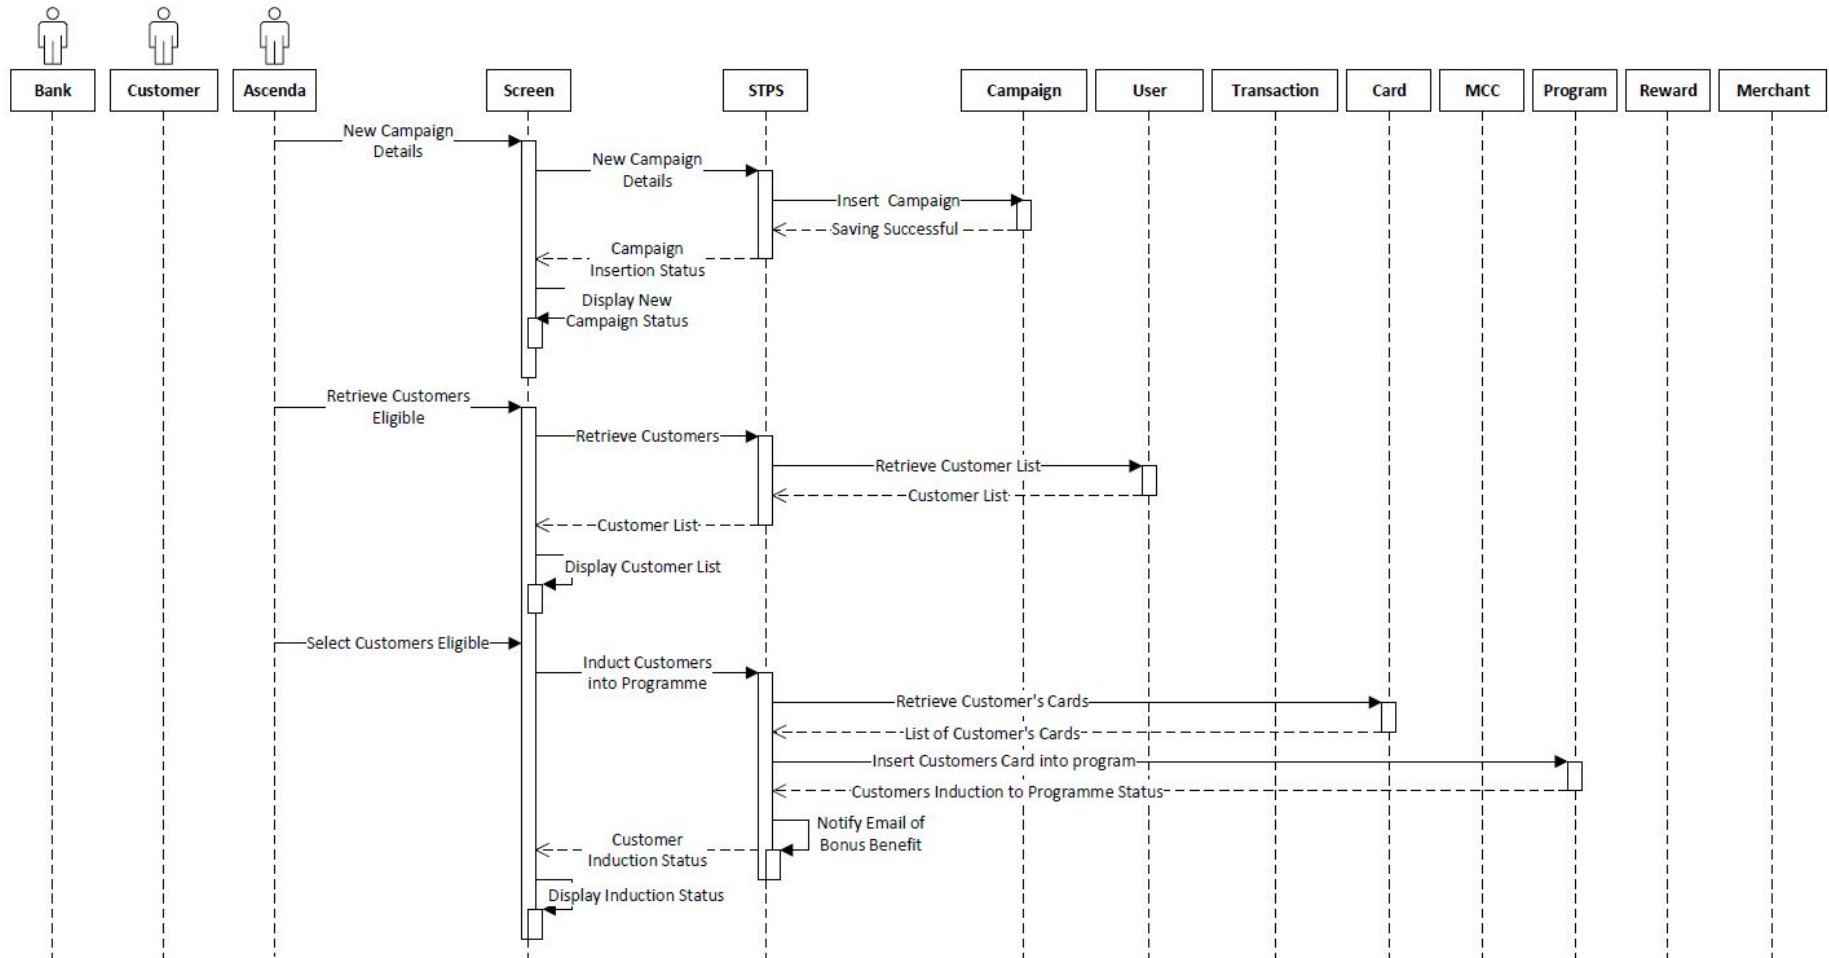 Bank
Customer
Ascenda
Screen
STPS
Campaign
User
Transaction
Card
MCC
Program
Reward
Merchant
New Campaign
Details
New Campaign
Details
Insert Campaign
Saving Successful
Campaign
Insertion Status
Display New
Campaign Status
Retrieve Customers
Eligible
Retrieve Customers
Retrieve Customer List
Customer List
Customer List
Display Customer List
Select Customers Eligible
Induct Customers
into Programme
Retrieve Customer's Cards
List of Customer's Cards
Insert Customers Card into program
Customers Induction to Programme Status
Notify Email of
Bonus Benefit
Customer
Induction Status
Display Induction Status